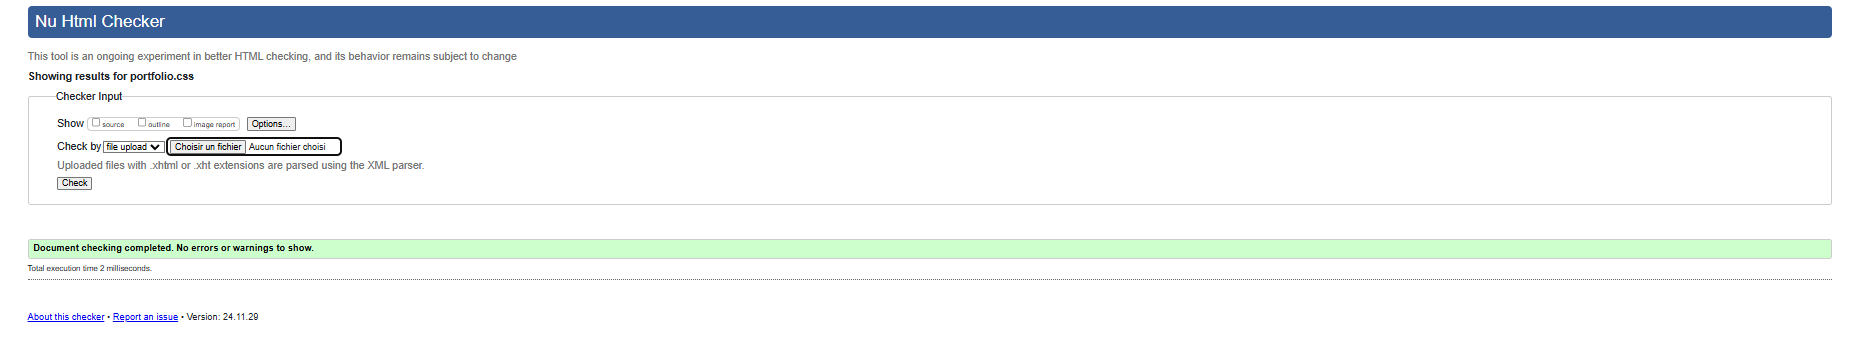 Nu Html Checker
This tool is an ongoing experiment in better HTML checking, and its behavior remains subject to change
Showing results for portfolio.css
Checker Input
Show source outline image report Options...
Check by file upload Choisir un fichier Aucun fichier choisi
Uploaded files with .xhtml or .xht extensions are parsed using the XML parser.
Check
Document checking completed. No errors or warnings to show.
Total execution time 2 milliseconds.
About this checker • Report an issue • Version: 24.11.29